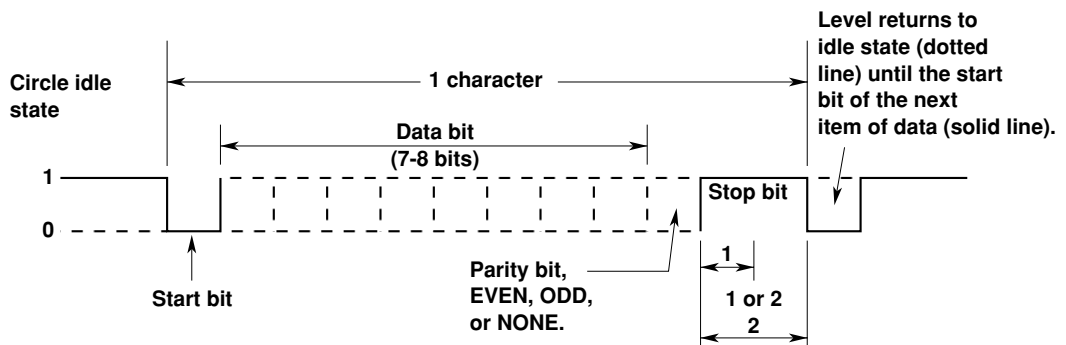 Level returns to
idle state (dotted
line) until the start
bit of the next
item of data (solid line).
Circle idle
state
1 character
Data bit
(7-8 bits)
1
0
Stop bit
Start bit
Parity bit,
EVEN, ODD,
or NONE.
1
1 or 2
2